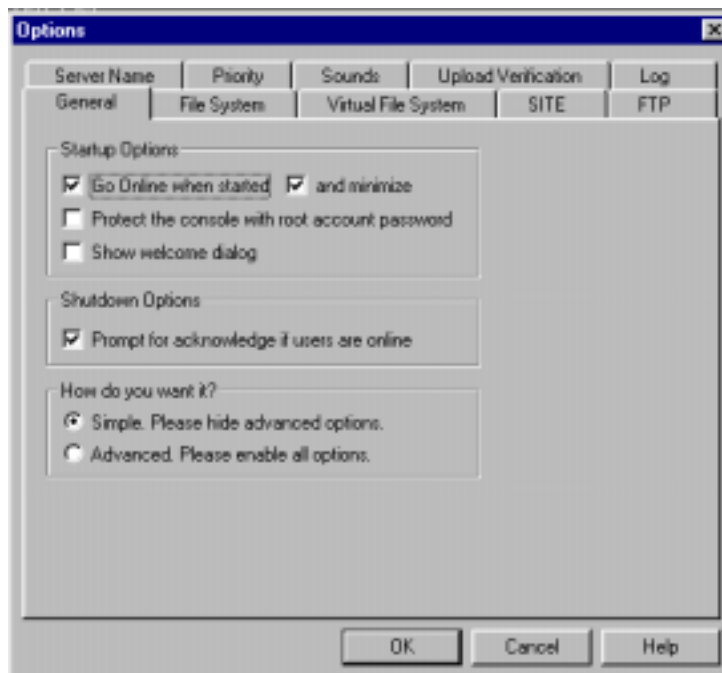 Options
Server Name Priority Sounds Upload Verification Log
General File System Virtual File System SITE FTP
Startup Options
Go Online when started and minimize
Protect the console with root account password
Show welcome dialog
Shutdown Options
Prompt for acknowledge if users are online
How do you want it?
Simple. Please hide advanced options.
Advanced. Please enable all options.
OK Cancel Help